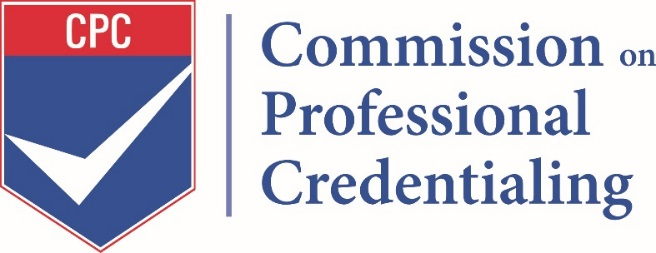 CPC
Commission on
Professional
Credentialing